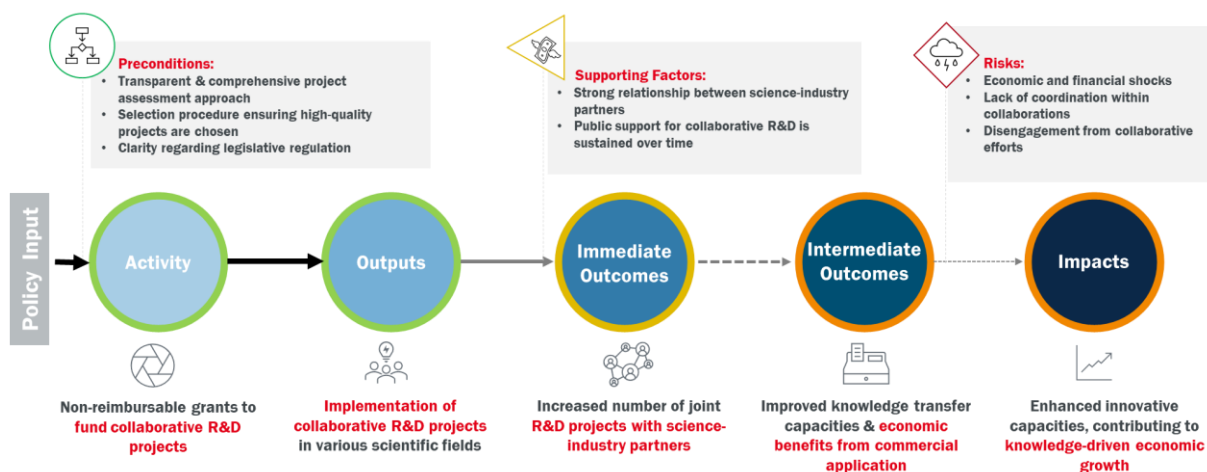 Preconditions:
• Transparent & comprehensive project
assessment approach
• Selection procedure ensuring high-quality
projects are chosen
• Clarity regarding legislative regulation
Supporting Factors:
• Strong relationship between science-industry
partners
• Public support for collaborative R&D is
sustained over time
Risks:
• Economic and financial shocks
• Lack of coordination within
collaborations
• Disengagement from collaborative
efforts
Policy Input
Activity
Outputs
Immediate
Outcomes
Intermediate
Outcomes
Impacts
Non-reimbursable grants to
fund collaborative R&D
projects
Implementation of
collaborative R&D projects
in various scientific fields
Increased number of joint
R&D projects with science-
industry partners
Improved knowledge transfer
capacities & economic
benefits from commercial
application
Enhanced innovative
capacities, contributing to
knowledge-driven economic
growth